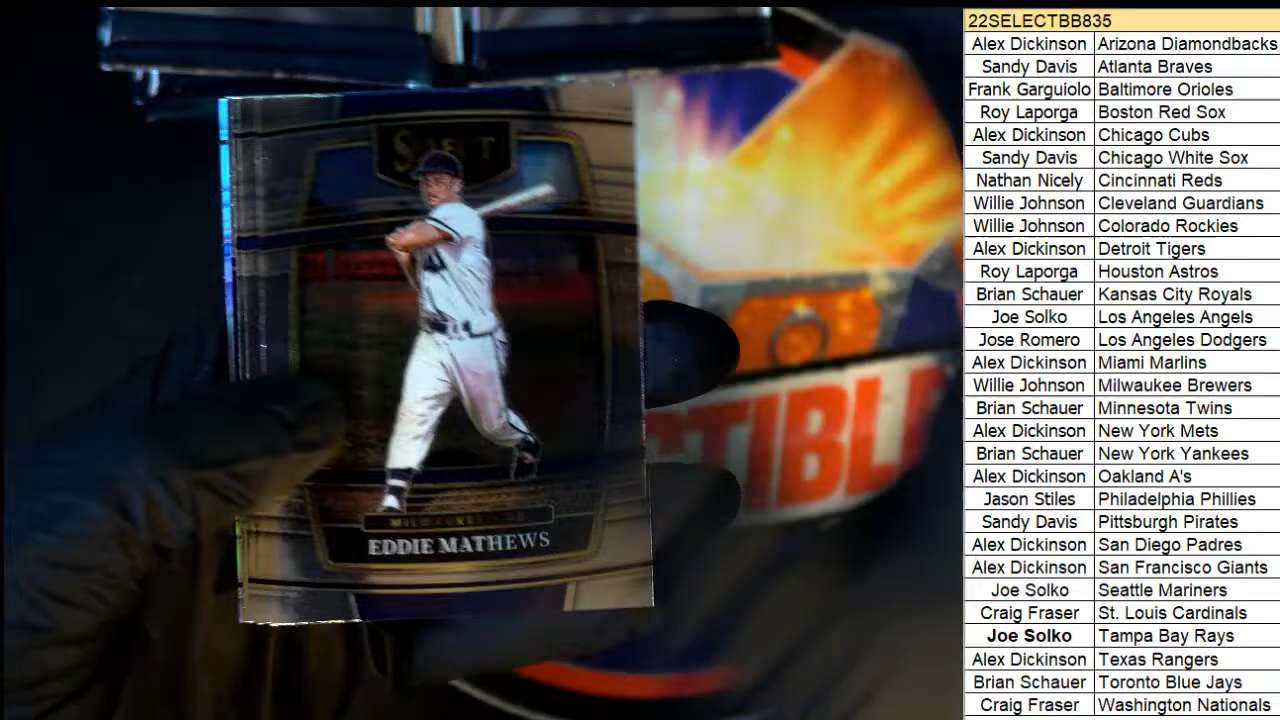 SELECT
MILWAUKEE
EDDIE MATHEWS
CTIBL
22SELECTBB835
Alex Dickinson Arizona Diamondbacks
Sandy Davis Atlanta Braves
Frank Garguiolo Baltimore Orioles
Roy Laporga Boston Red Sox
Alex Dickinson Chicago Cubs
Sandy Davis Chicago White Sox
Nathan Nicely Cincinnati Reds
Willie Johnson Cleveland Guardians
Willie Johnson Colorado Rockies
Alex Dickinson Detroit Tigers
Roy Laporga Houston Astros
Brian Schauer Kansas City Royals
Joe Solko Los Angeles Angels
Jose Romero Los Angeles Dodgers
Alex Dickinson Miami Marlins
Willie Johnson Milwaukee Brewers
Brian Schauer Minnesota Twins
Alex Dickinson New York Mets
Brian Schauer New York Yankees
Alex Dickinson Oakland A's
Jason Stiles Philadelphia Phillies
Sandy Davis Pittsburgh Pirates
Alex Dickinson San Diego Padres
Alex Dickinson San Francisco Giants
Joe Solko Seattle Mariners
Craig Fraser St. Louis Cardinals
Joe Solko Tampa Bay Rays
Alex Dickinson Texas Rangers
Brian Schauer Toronto Blue Jays
Craig Fraser Washington Nationals